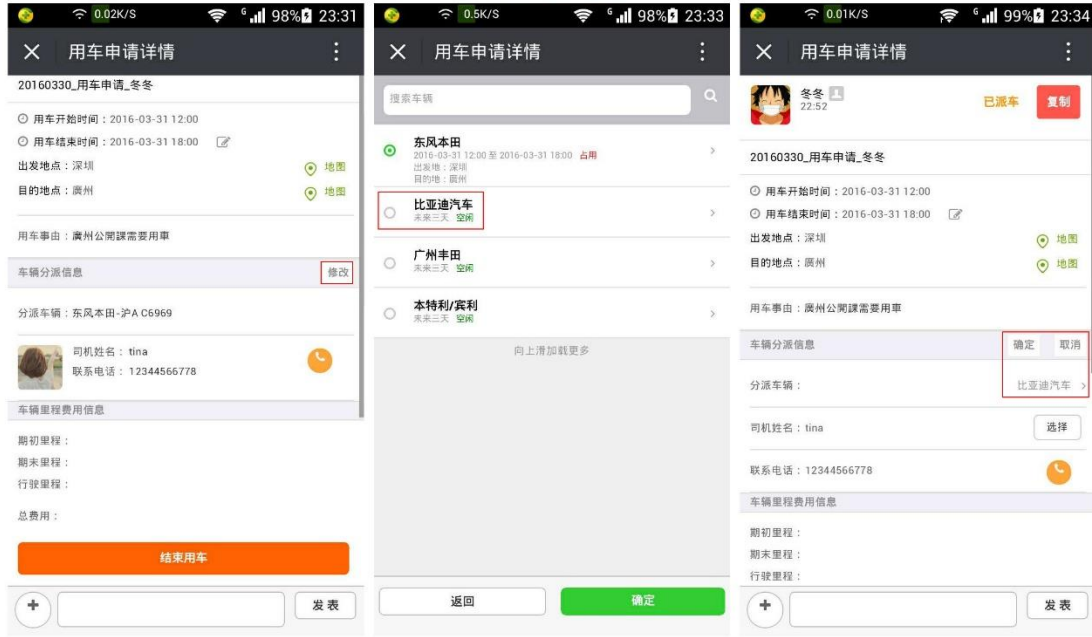 0.02K/S G 98% 23:31
用车申请详情
20160330_用车申请_冬冬
用车开始时间：2016-03-31 12:00
用车结束时间：2016-03-31 18:00
出发地点：深圳 地图
目的地点：廣州 地图
用车事由：廣州公開課需要用車
车辆分派信息 修改
分派车辆：东风本田-沪A C6969
司机姓名： tina
联系电话： 12344566778
车辆里程费用信息
期初里程：
期末里程：
行驶里程：
总费用：
结束用车
+ 发表
0.5K/S G 98% 23:33
用车申请详情
搜索车辆
东风本田
2016-03-31 12:00 至 2016-03-31 18:00 占用
出发地：深圳
目的地：廣州
比亚迪汽车
未来三天 空闲
广州丰田
未来三天 空闲
本特利/宾利
未来三天 空闲
向上滑加载更多
返回 确定
0.01K/S G 99% 23:34
用车申请详情
冬冬
22:52
已派车 复制
20160330_用车申请_冬冬
用车开始时间：2016-03-31 12:00
用车结束时间：2016-03-31 18:00
出发地点：深圳 地图
目的地点：廣州 地图
用车事由：廣州公開課需要用車
车辆分派信息 确定 取消
分派车辆： 比亚迪汽车
司机姓名：tina 选择
联系电话：12344566778
车辆里程费用信息
期初里程：
期末里程：
行驶里程：
+ 发表